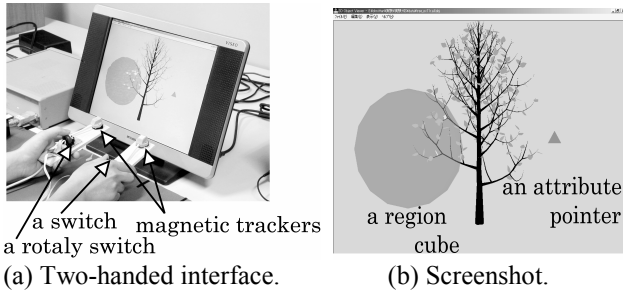 a switch
magnetic trackers
a rotaly switch
(a) Two-handed interface.
an attribute
pointer
a region
cube
(b) Screenshot.